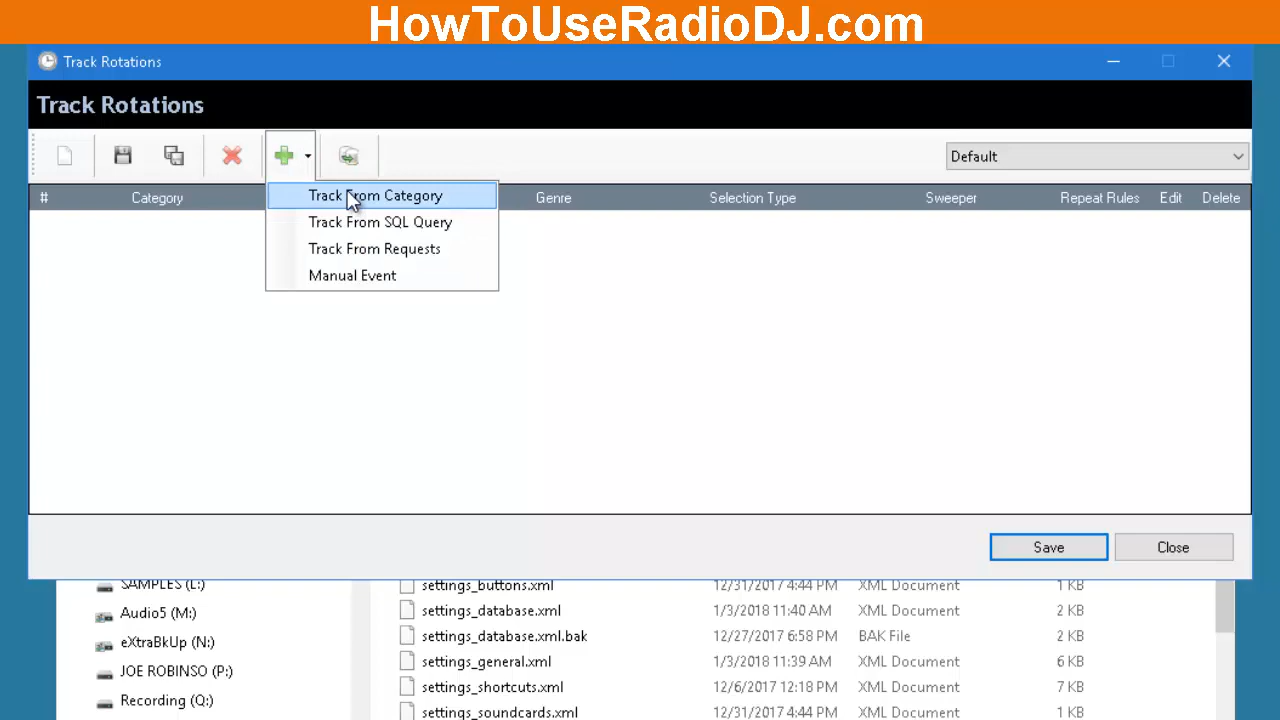 HowToUseRadioDJ.com
Track Rotations
Track Rotations
Default
# Category Genre Selection Type Sweeper Repeat Rules Edit Delete
Track From Category
Track From SQL Query
Track From Requests
Manual Event
Save Close
SAMPLES (L:) settings_buttons.xml 12/31/2017 4:44 PM XML Document 1 KB
Audio5 (M:) settings_database.xml 1/3/2018 11:40 AM XML Document 2 KB
eXtraBkUp (N:) settings_database.xml.bak 12/27/2017 6:58 PM BAK File 2 KB
JOE ROBINSO (P:) settings_general.xml 1/3/2018 11:39 AM XML Document 6 KB
Recording (Q:) settings_shortcuts.xml 12/6/2017 12:18 PM XML Document 7 KB
settings_soundcards.xml 12/31/2017 4:44 PM XML Document 1 KB